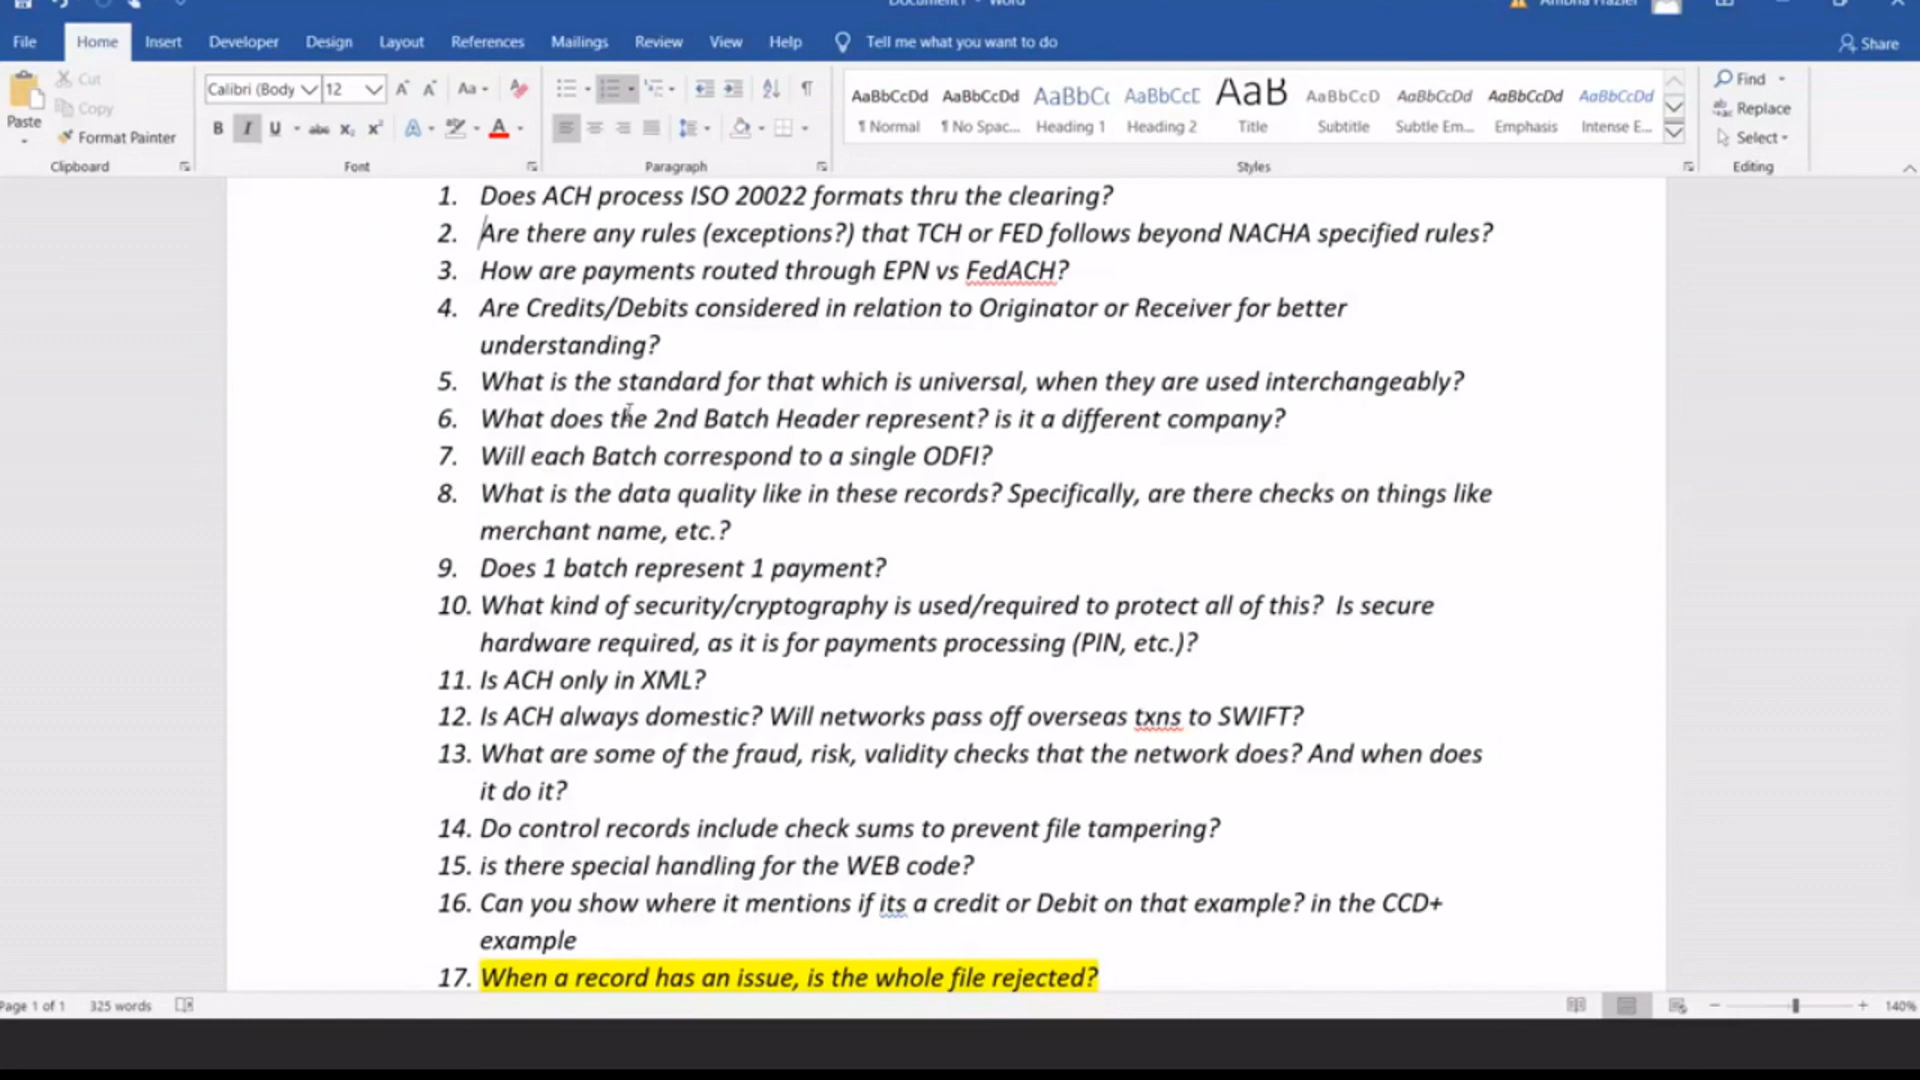 Document1 - Word
Ambria Frazier
File Home Insert Developer Design Layout References Mailings Review View Help Tell me what you want to do Share
Cut
Copy
Paste
Format Painter
Clipboard
Calibri (Body 12
Font
Paragraph
AaBbCcDd AaBbCcDd AaBbCc AaBbCcD AaB AaBbCcD AaBbCcDd AaBbCcDd AaBbCcDd
¶ Normal ¶ No Spac... Heading 1 Heading 2 Title Subtitle Subtle Em... Emphasis Intense E...
Styles
Find
Replace
Select
Editing
1. Does ACH process ISO 20022 formats thru the clearing?
2. Are there any rules (exceptions?) that TCH or FED follows beyond NACHA specified rules?
3. How are payments routed through EPN vs FedACH?
4. Are Credits/Debits considered in relation to Originator or Receiver for better
understanding?
5. What is the standard for that which is universal, when they are used interchangeably?
6. What does the 2nd Batch Header represent? is it a different company?
7. Will each Batch correspond to a single ODFI?
8. What is the data quality like in these records? Specifically, are there checks on things like
merchant name, etc.?
9. Does 1 batch represent 1 payment?
10. What kind of security/cryptography is used/required to protect all of this? Is secure
hardware required, as it is for payments processing (PIN, etc.)?
11. Is ACH only in XML?
12. Is ACH always domestic? Will networks pass off overseas txns to SWIFT?
13. What are some of the fraud, risk, validity checks that the network does? And when does
it do it?
14. Do control records include check sums to prevent file tampering?
15. is there special handling for the WEB code?
16. Can you show where it mentions if its a credit or Debit on that example? in the CCD+
example
17. When a record has an issue, is the whole file rejected?
Page 1 of 1 325 words 140%